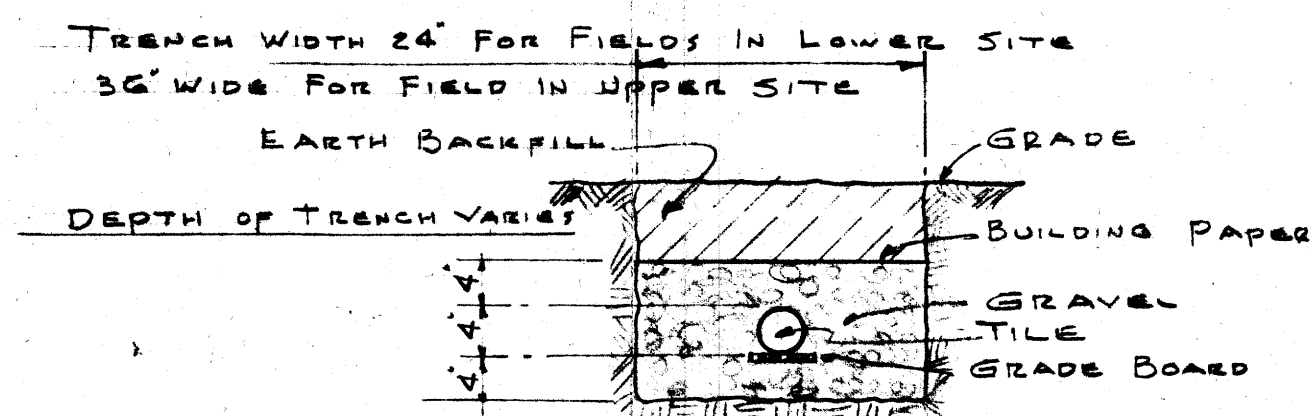 TRENCH WIDTH 24" FOR FIELDS IN LOWER SITE
36" WIDE FOR FIELD IN UPPER SITE
EARTH BACKFILL
GRADE
DEPTH OF TRENCH VARIES
BUILDING PAPER
4"
GRAVEL
4"
TILE
4"
GRADE BOARD